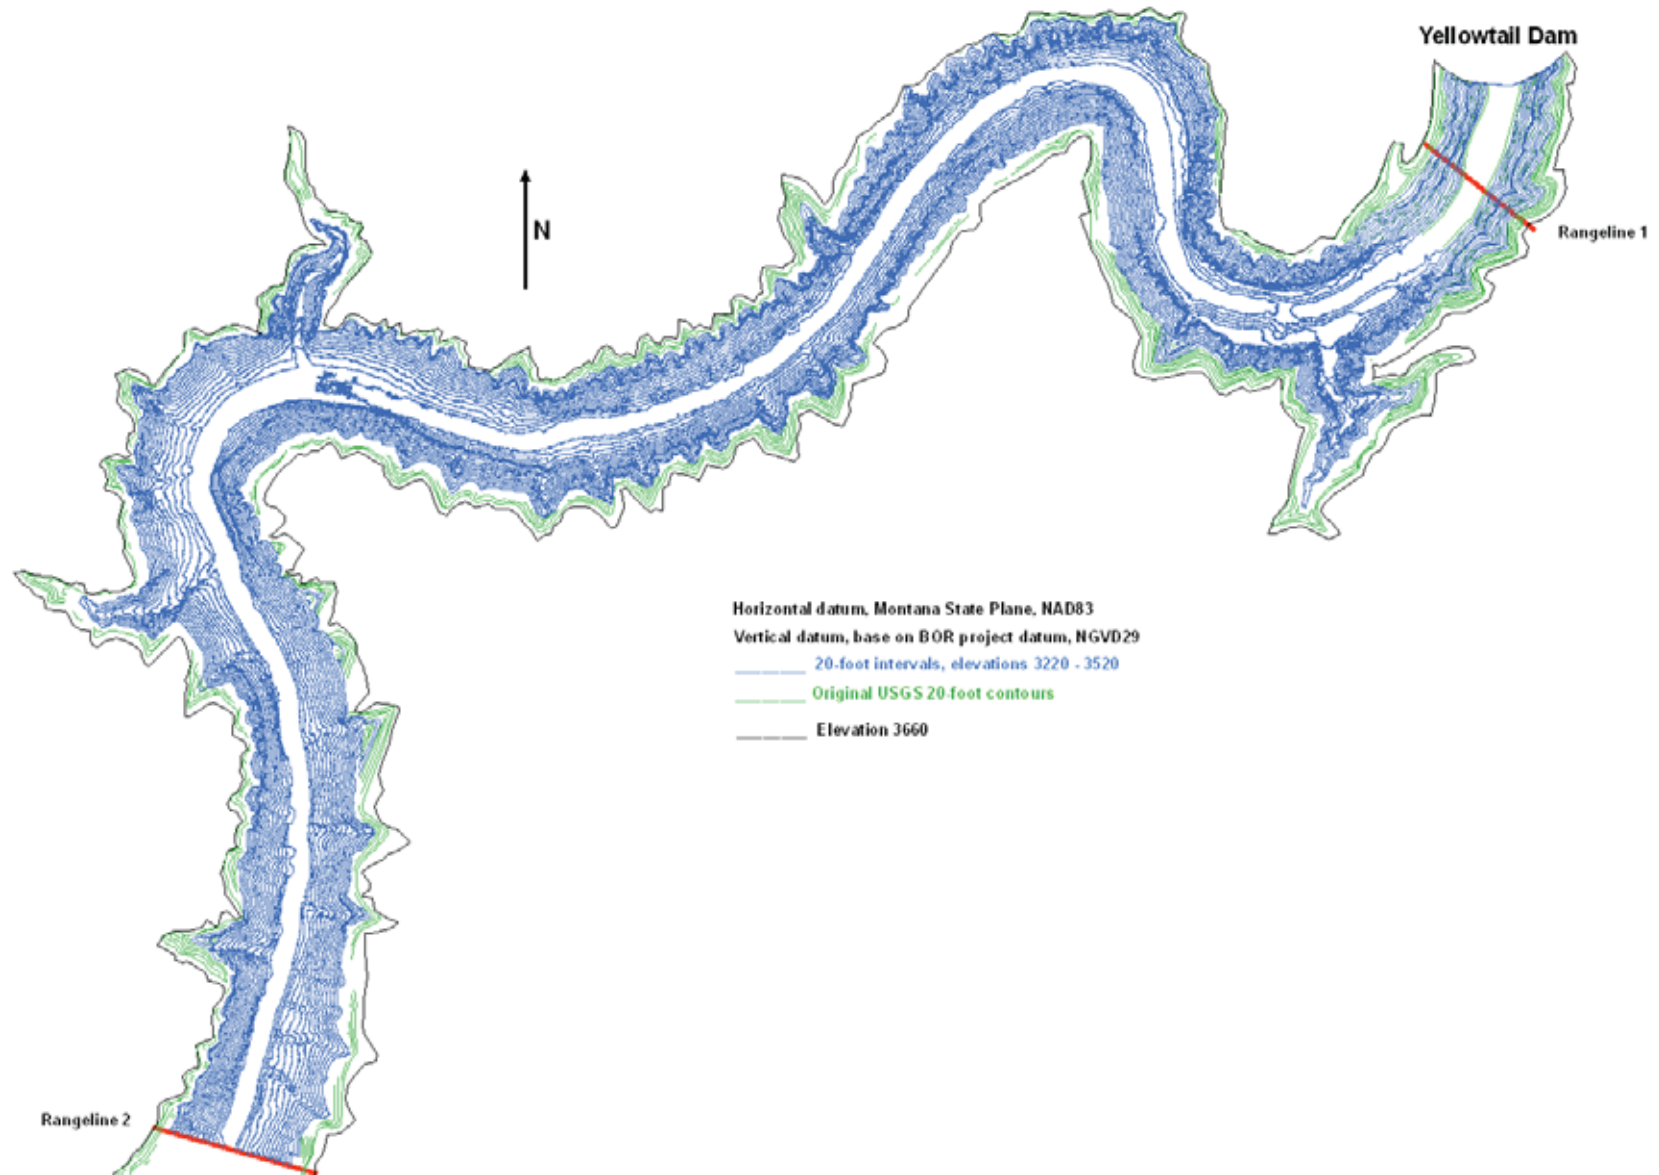 Yellowtail Dam
N
Rangeline 1
Horizontal datum, Montana State Plane, NAD83
Vertical datum, base on BOR project datum, NGVD29
20-foot intervals, elevations 3220 - 3520
Original USGS 20-foot contours
Elevation 3660
Rangeline 2